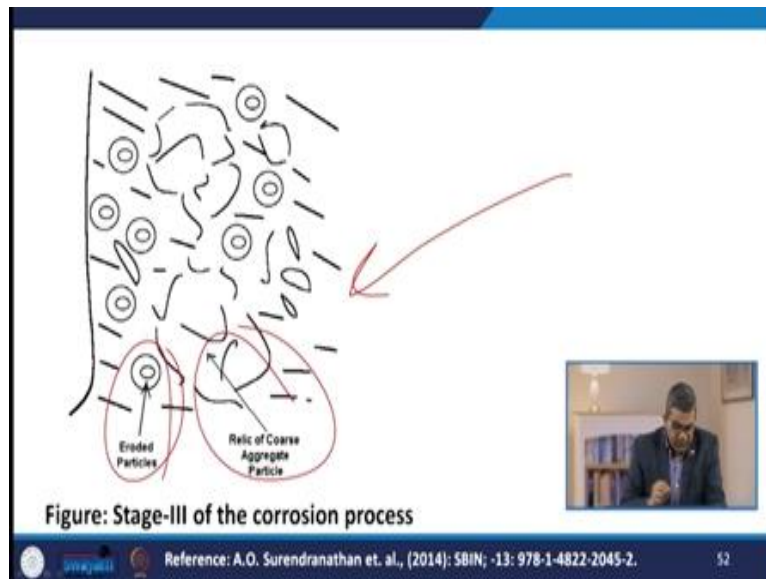 Eroded
Particles
Relic of Coarse
Aggregate
Particle
Figure: Stage-III of the corrosion process
swayam
Reference: A.O. Surendranathan et. al., (2014): SBIN; -13: 978-1-4822-2045-2.
52